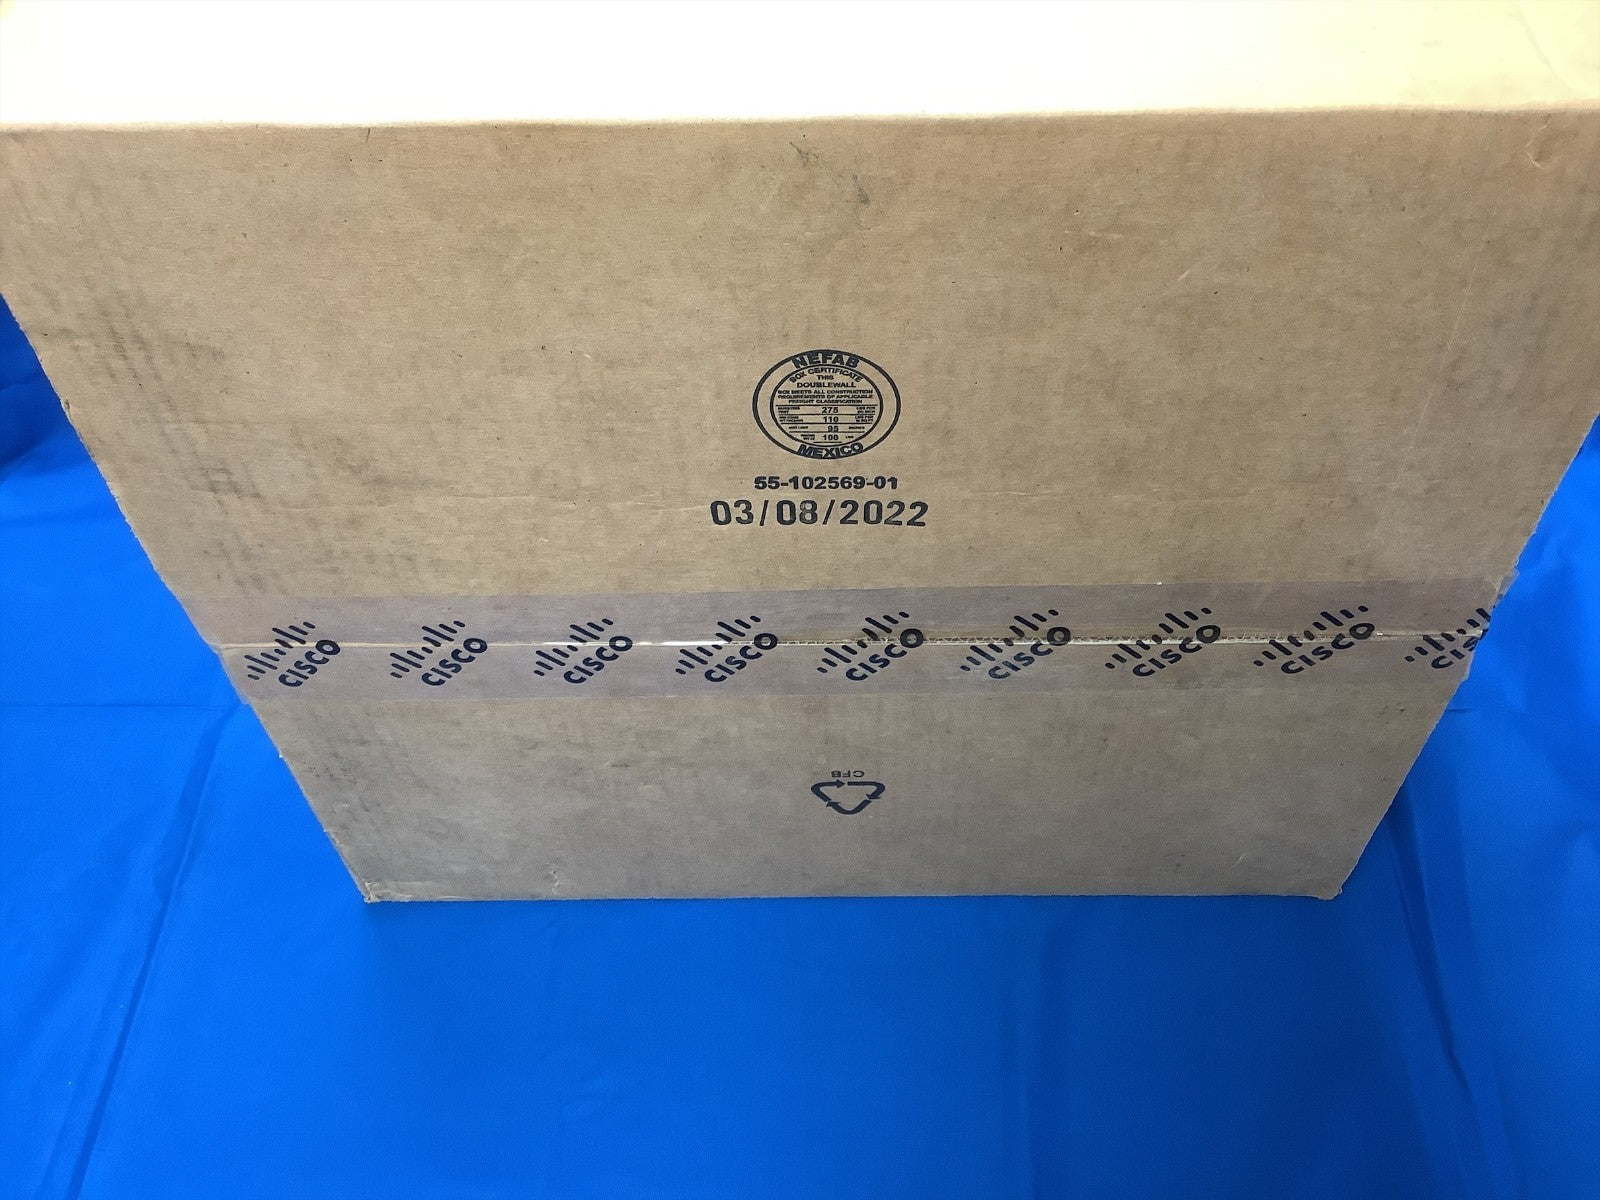 NEFAB
BOX CERTIFICATE
THIS
DOUBLEWALL
BOX MEETS ALL CONSTRUCTION
REQUIREMENTS OF APPLICABLE
FREIGHT CLASSIFICATION
275
110
95
100
MEXICO
55-102569-01
03/08/2022
CISCO CISCO CISCO CISCO CISCO CISCO CISCO CISCO CISC
CFB